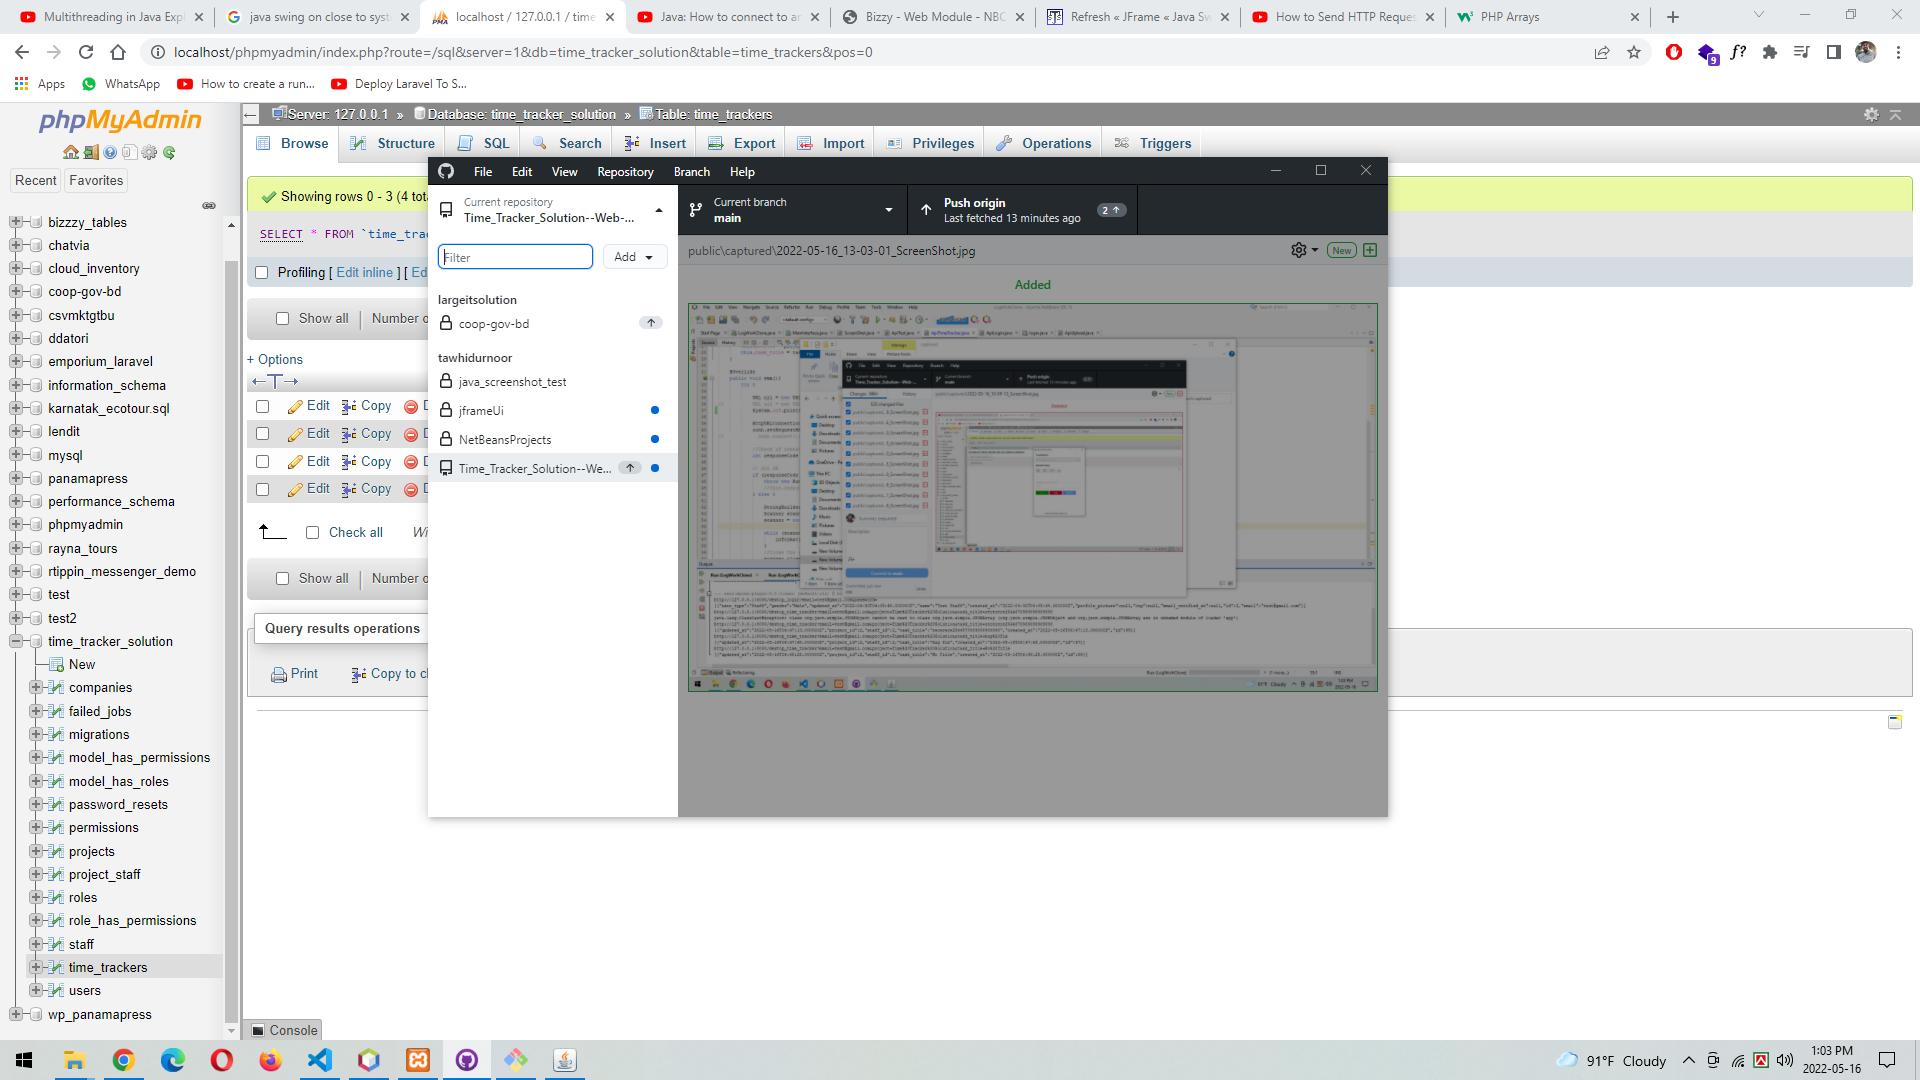 Multithreading in Java Expl
java swing on close to syst
localhost / 127.0.0.1 / time
Java: How to connect to an
Bizzy - Web Module - NBC
Refresh « JFrame « Java Sw
How to Send HTTP Reques
PHP Arrays
localhost/phpmyadmin/index.php?route=/sql&server=1&db=time_tracker_solution&table=time_trackers&pos=0
9
f?
Apps
WhatsApp
How to create a run...
Deploy Laravel To S...
phpMyAdmin
Recent
Favorites
bizzzy_tables
chatvia
cloud_inventory
coop-gov-bd
csvmktgtbu
ddatori
emporium_laravel
information_schema
karnatak_ecotour.sql
lendit
mysql
panamapress
performance_schema
phpmyadmin
rayna_tours
rtippin_messenger_demo
test
test2
time_tracker_solution
New
companies
failed_jobs
migrations
model_has_permissions
model_has_roles
password_resets
permissions
projects
project_staff
roles
role_has_permissions
staff
time_trackers
users
wp_panamapress
Server: 127.0.0.1 » Database: time_tracker_solution » Table: time_trackers
Browse
Structure
SQL
Search
Insert
Export
Import
Privileges
Operations
Triggers
Showing rows 0 - 3 (4 tot
SELECT * FROM `time_trac
Profiling [ Edit inline ] [ Ed
Show all
Number o
+ Options
Edit Copy D
Edit Copy D
Edit Copy D
Edit Copy D
Check all
Wi
Show all
Number o
Query results operations
Print
Copy to cl
Console
File
Edit
View
Repository
Branch
Help
Current repository
Time_Tracker_Solution--Web-...
Current branch
main
Push origin
Last fetched 13 minutes ago
2
Filter
Add
largeitsolution
coop-gov-bd
tawhidurnoor
java_screenshot_test
jframeUi
NetBeansProjects
Time_Tracker_Solution--We...
public\captured\2022-05-16_13-03-01_ScreenShot.jpg
New
Added
91°F Cloudy
1:03 PM
2022-05-16